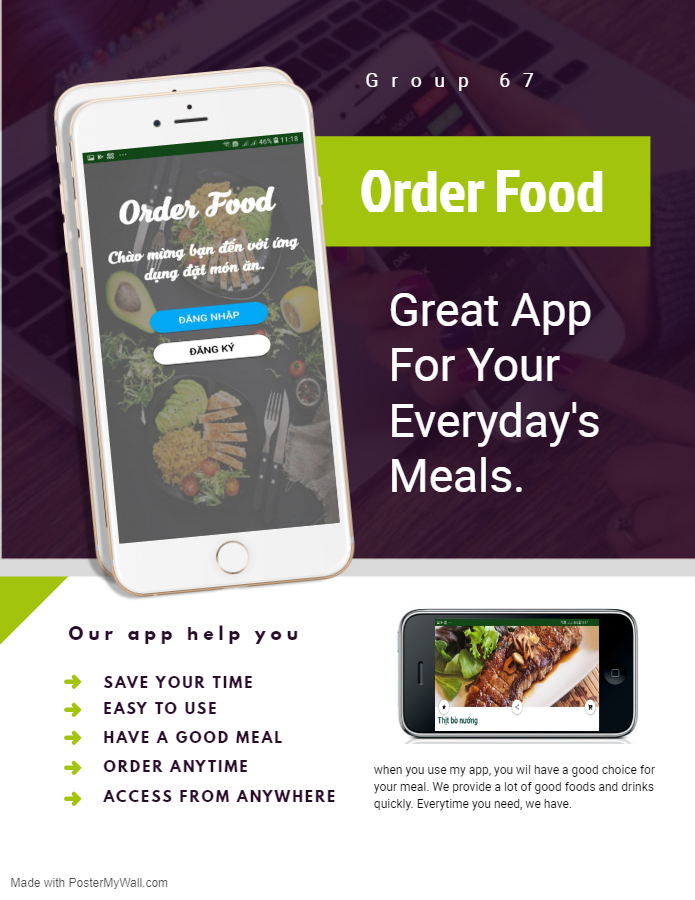 Group 67
Order Food
46% 11:18
Order Food
Chào mừng bạn đến với ứng
dụng đặt món ăn.
ĐĂNG NHẬP
ĐĂNG KÝ
Great App
For Your
Everyday's
Meals.
Our app help you
SAVE YOUR TIME
EASY TO USE
HAVE A GOOD MEAL
ORDER ANYTIME
ACCESS FROM ANYWHERE
Thịt bò nướng
when you use my app, you wil have a good choice for
your meal. We provide a lot of good foods and drinks
quickly. Everytime you need, we have.
Made with PosterMyWall.com